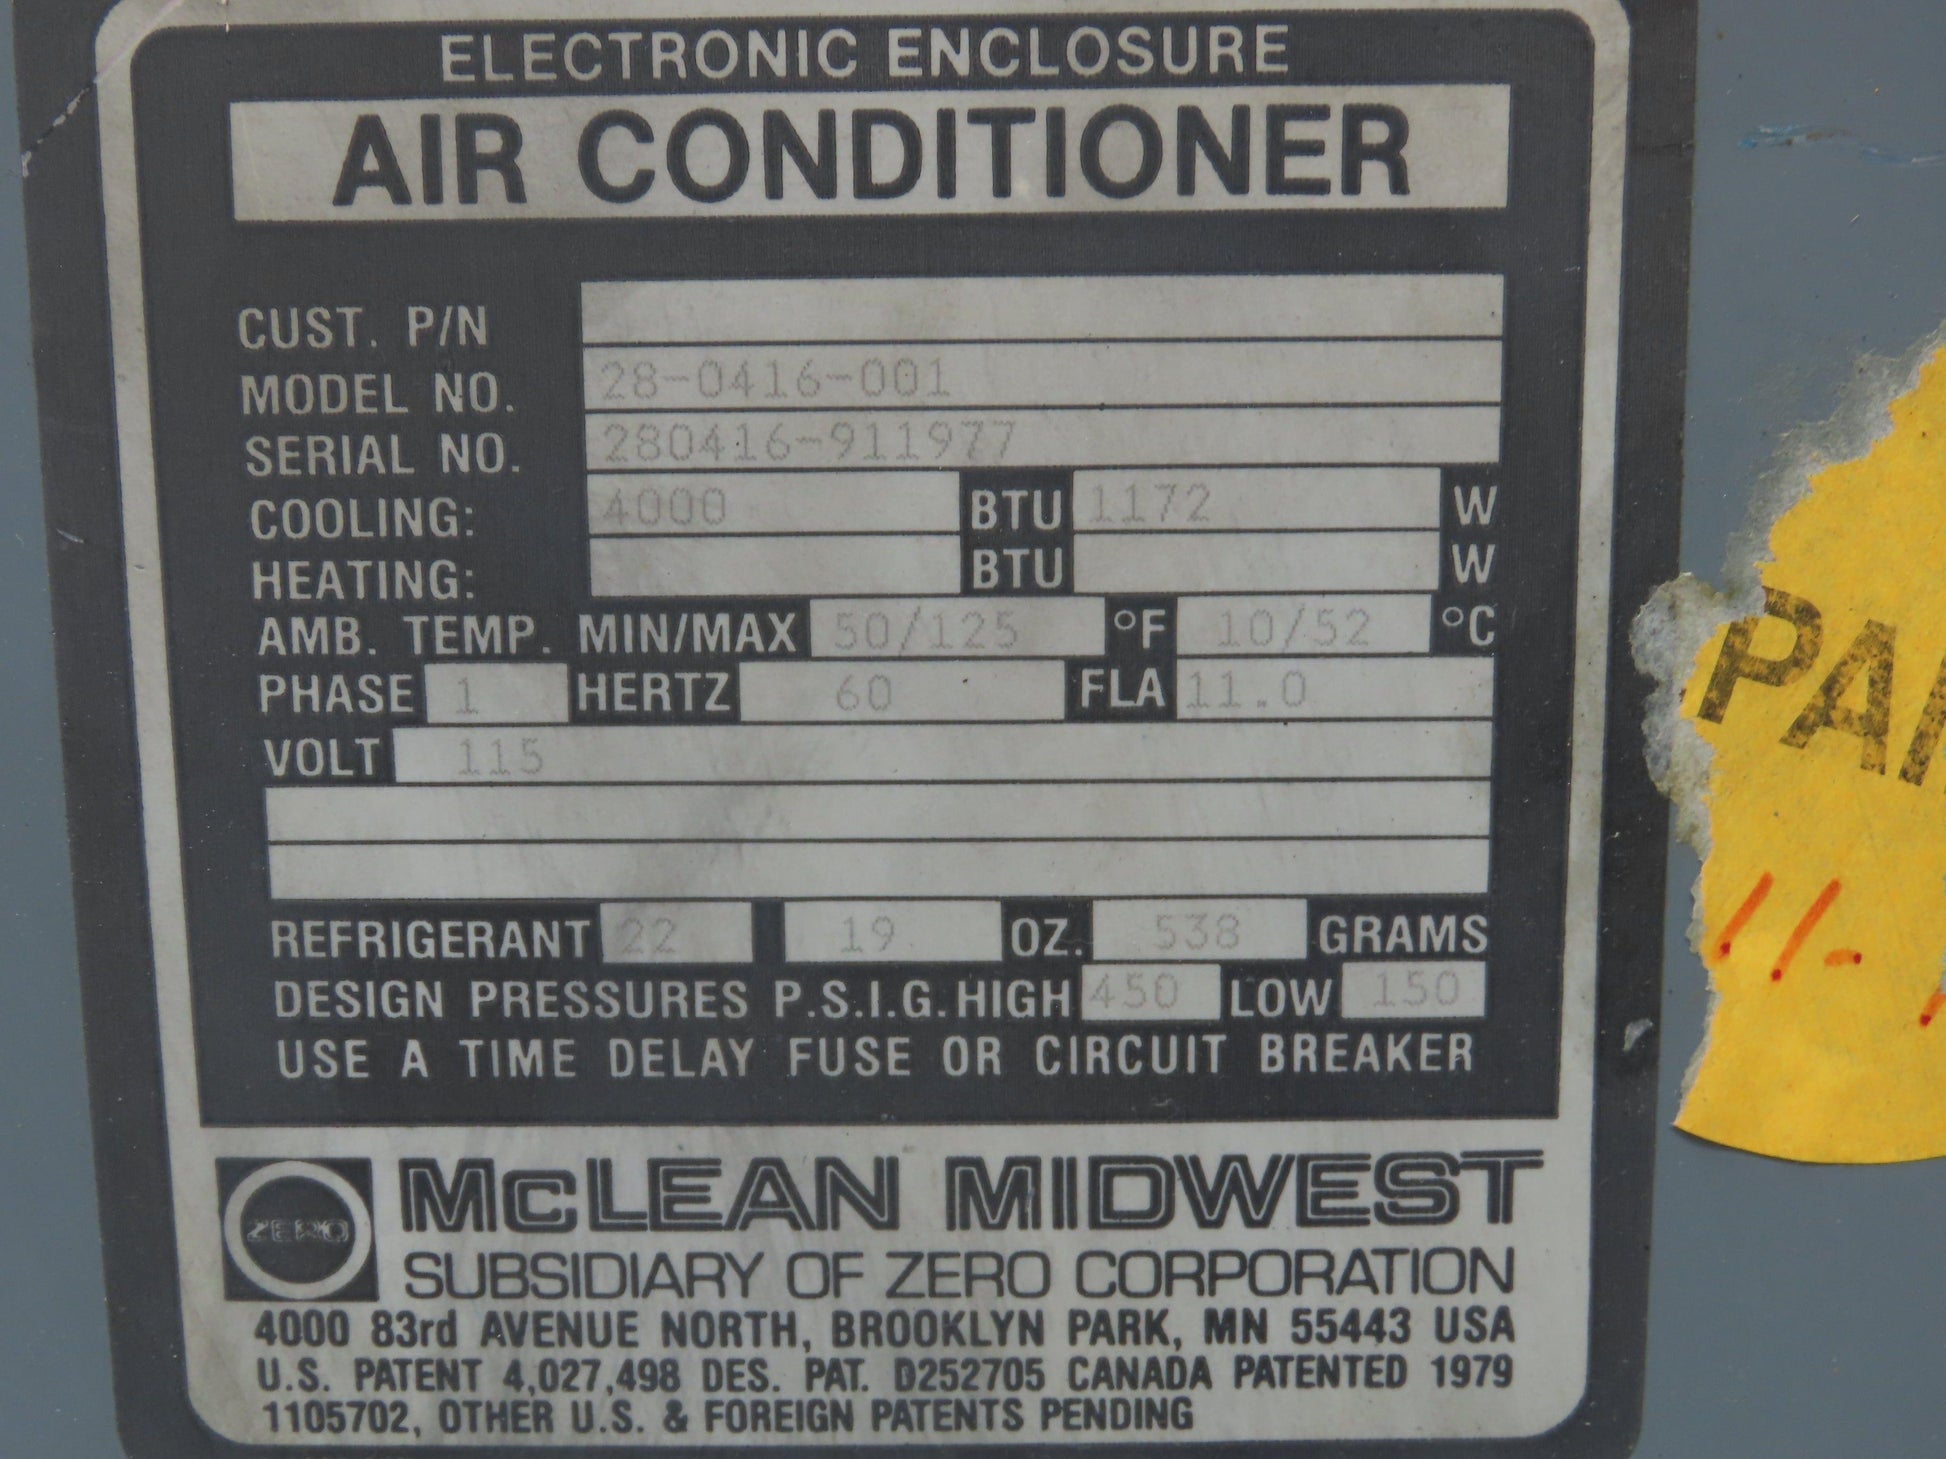 ELECTRONIC ENCLOSURE
AIR CONDITIONER
CUST. P/N
MODEL NO. 28-0416-001
SERIAL NO. 280416-911977
COOLING: 4000 BTU 1172 W
HEATING: BTU W
AMB. TEMP. MIN/MAX 50/125 °F 10/52 °C
PHASE 1 HERTZ 60 FLA 11.0
VOLT 115
REFRIGERANT 22 19 OZ. 538 GRAMS
DESIGN PRESSURES P.S.I.G. HIGH 450 LOW 150
USE A TIME DELAY FUSE OR CIRCUIT BREAKER
ZERO McLEAN MIDWEST
SUBSIDIARY OF ZERO CORPORATION
4000 83rd AVENUE NORTH, BROOKLYN PARK, MN 55443 USA
U.S. PATENT 4,027,498 DES. PAT. D252705 CANADA PATENTED 1979
1105702, OTHER U.S. & FOREIGN PATENTS PENDING
11-